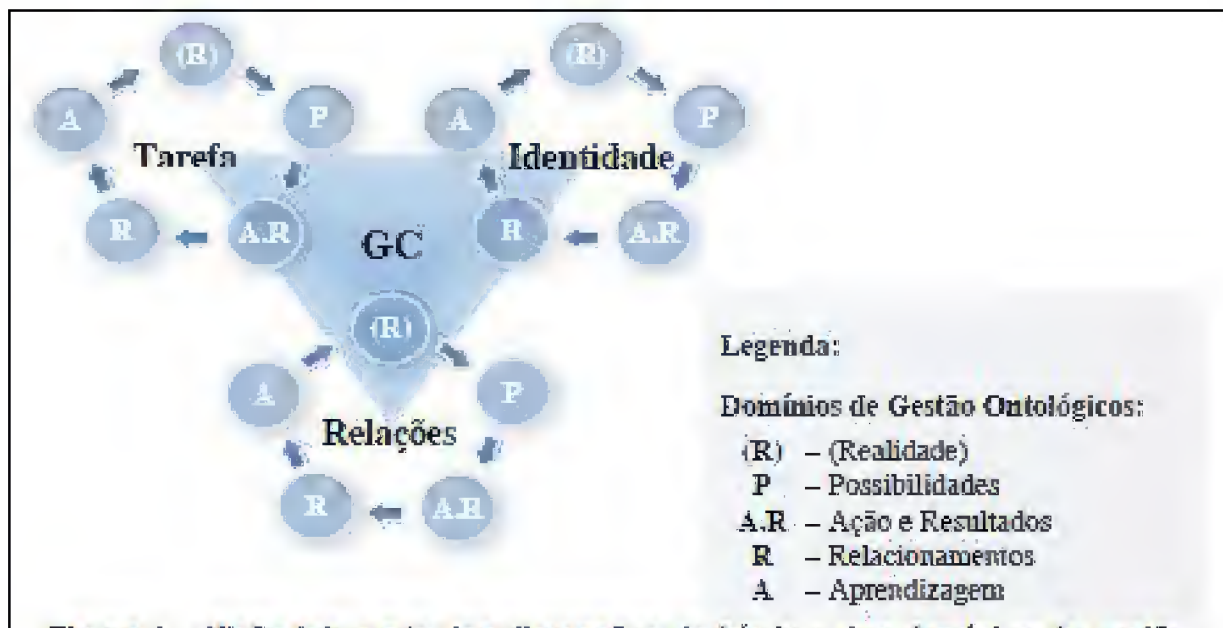 (R)
(R)
A
P
A
P
Tarefa
Identidade
R
A.R
GC
R
A.R
(R)
A
P
Relações
R
A.R
Legenda:
Domínios de Gestão Ontológicos:
(R) – (Realidade)
P – Possibilidades
A.R – Ação e Resultados
R – Relacionamentos
A – Aprendizagem